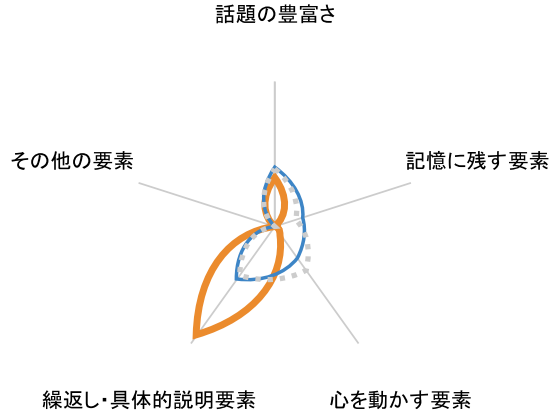 話題の豊富さ
その他の要素
記憶に残す要素
繰返し・具体的説明要素
心を動かす要素